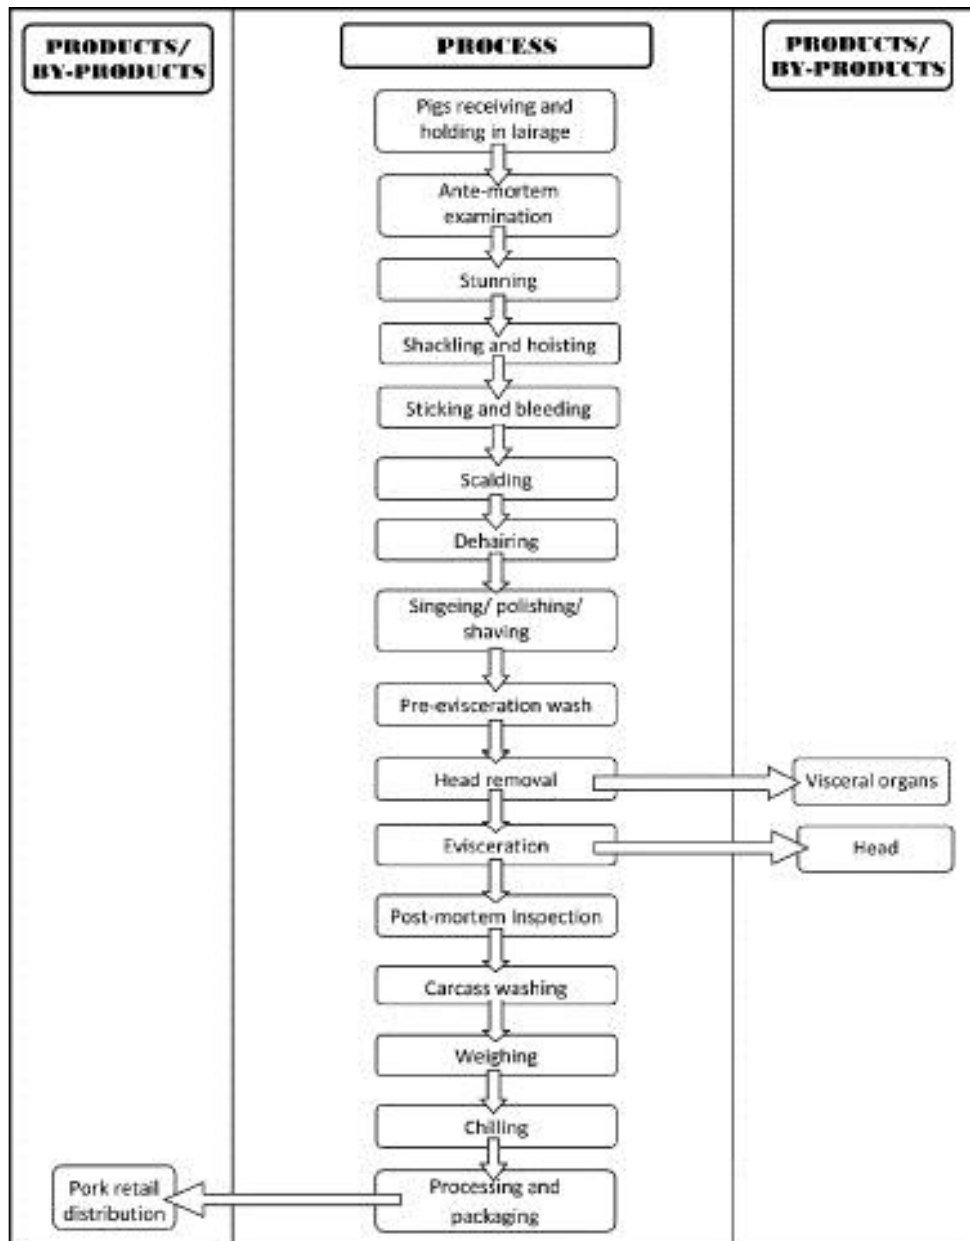 PRODUCTS/
BY-PRODUCTS
PROCESS
PRODUCTS/
BY-PRODUCTS
Pigs receiving and
holding in lairage
Ante-mortem
examination
Stunning
Shackling and hoisting
Sticking and bleeding
Scalding
Dehairing
Singeing/ polishing/
shaving
Pre-evisceration wash
Head removal
Visceral organs
Evisceration
Head
Post-mortem Inspection
Carcass washing
Weighing
Chilling
Processing and
packaging
Pork retail
distribution